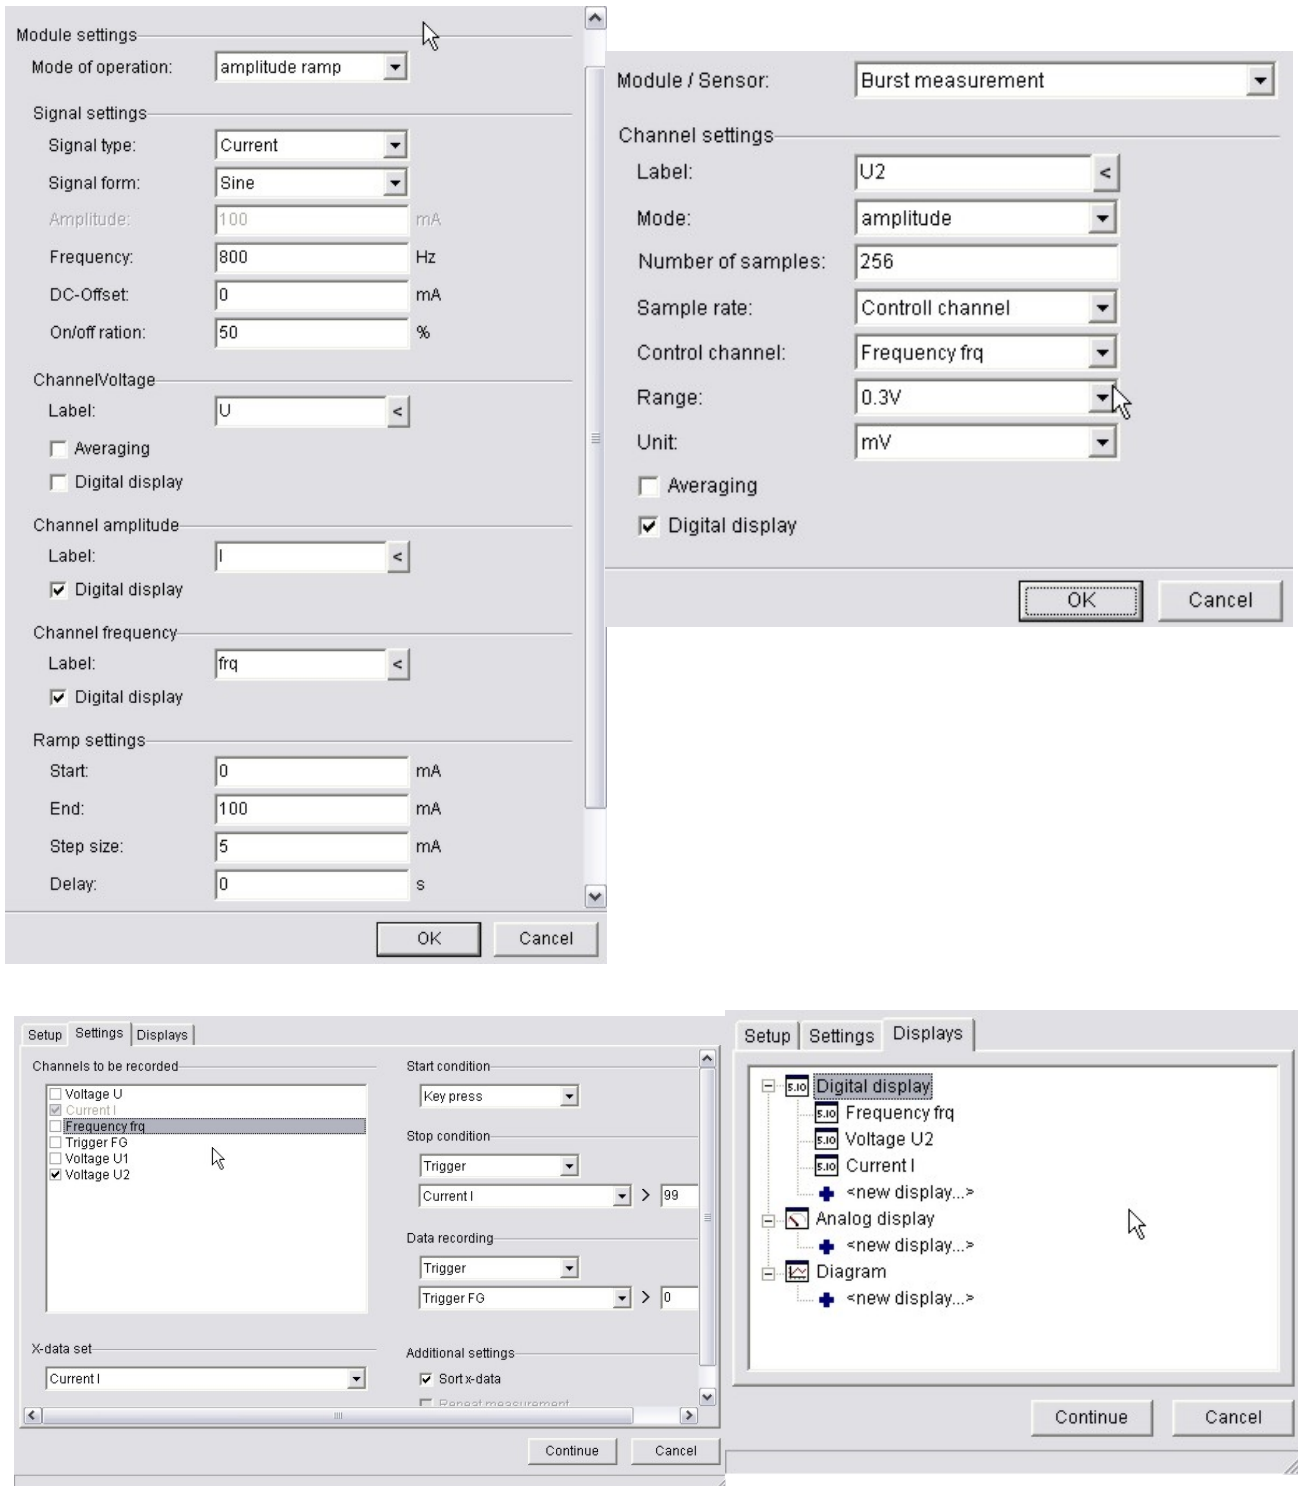 Module settings
Mode of operation: amplitude ramp
Signal settings
Signal type: Current
Signal form: Sine
Amplitude: 100 mA
Frequency: 800 Hz
DC-Offset: 0 mA
On/off ration: 50 %
ChannelVoltage
Label: U <
Averaging
Digital display
Channel amplitude
Label: I <
Digital display
Channel frequency
Label: frq <
Digital display
Ramp settings
Start: 0 mA
End: 100 mA
Step size: 5 mA
Delay: 0 s
OK Cancel
Module / Sensor: Burst measurement
Channel settings
Label: U2 <
Mode: amplitude
Number of samples: 256
Sample rate: Controll channel
Control channel: Frequency frq
Range: 0.3V
Unit: mV
Averaging
Digital display
OK Cancel
Setup Settings Displays
Channels to be recorded
Voltage U
Current I
Frequency frq
Trigger FG
Voltage U1
Voltage U2
X-data set
Current I
Start condition
Key press
Stop condition
Trigger
Current I > 99
Data recording
Trigger
Trigger FG > 0
Additional settings
Sort x-data
Repeat measurement
Continue Cancel
Setup Settings Displays
Digital display
Frequency frq
Voltage U2
Current I
<new display...>
Analog display
<new display...>
Diagram
<new display...>
Continue Cancel